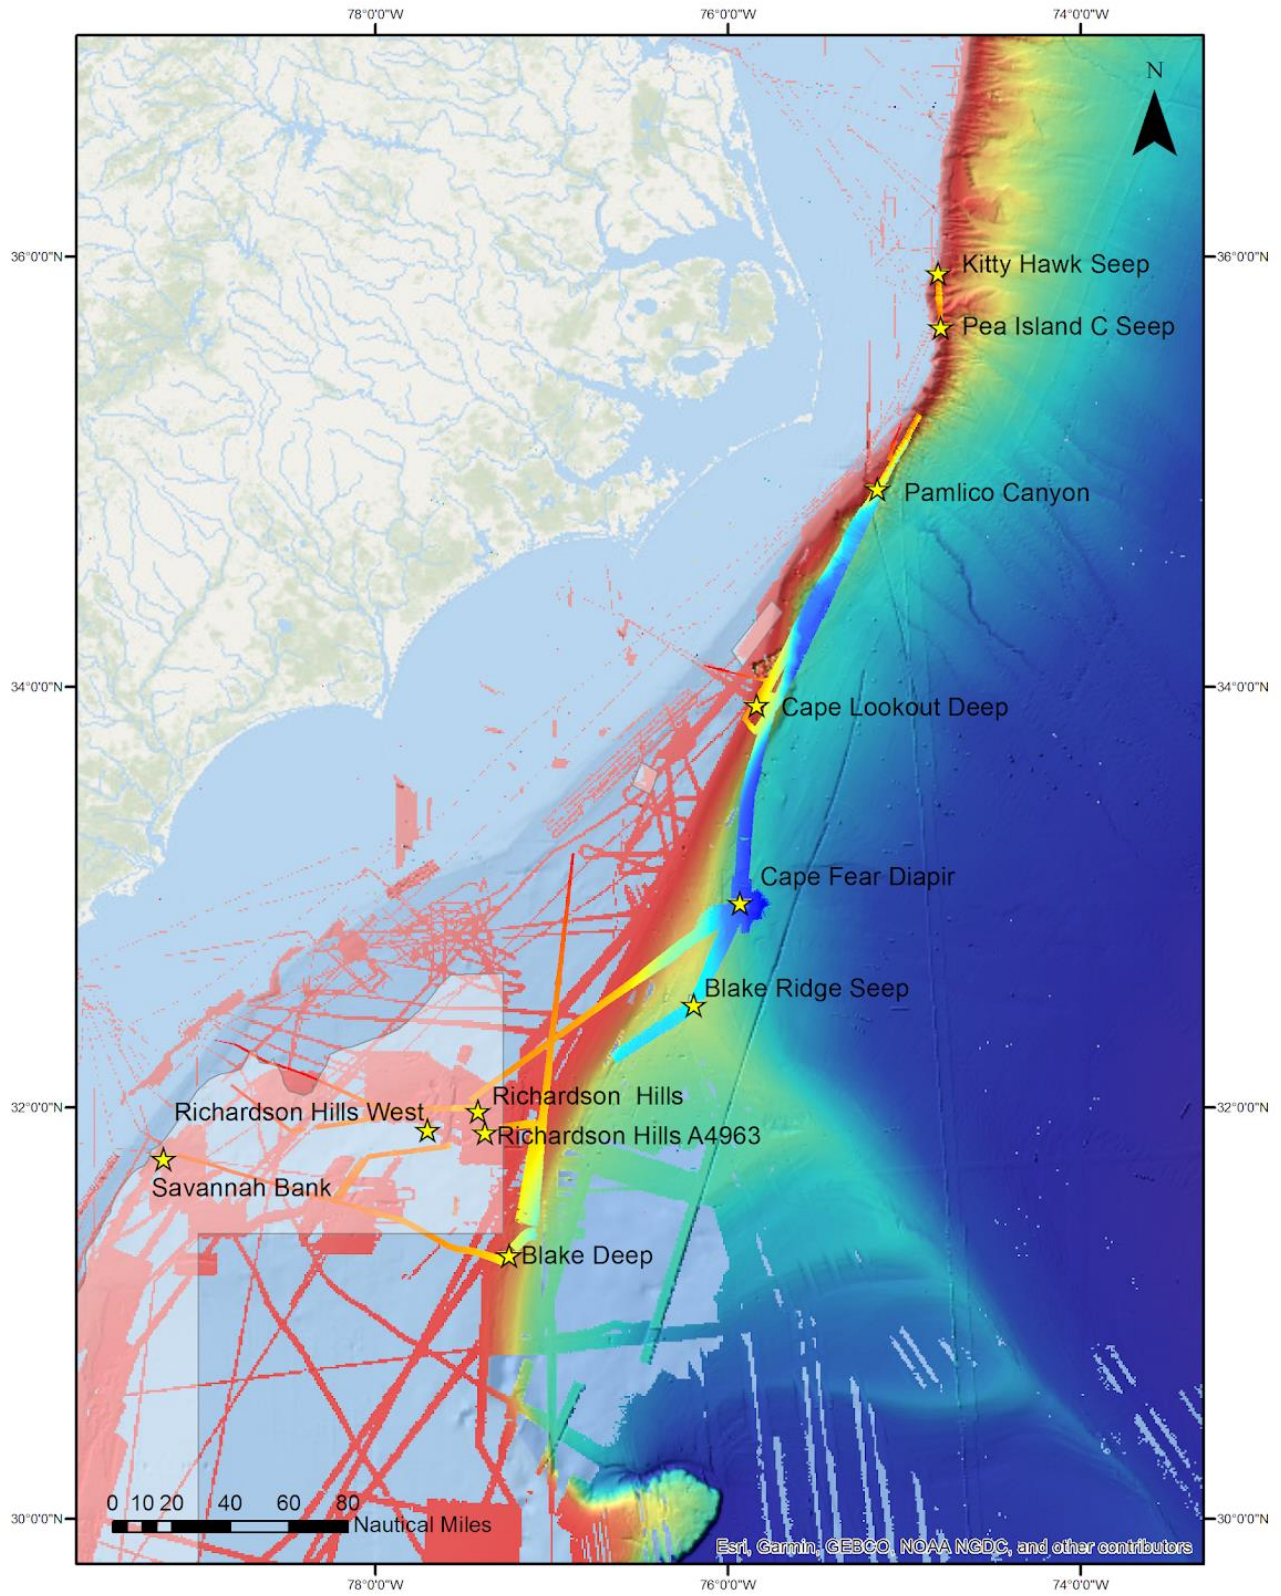 78°0'0"W 76°0'0"W 74°0'0"W
N
36°0'0"N 36°0'0"N
Kitty Hawk Seep
Pea Island C Seep
Pamlico Canyon
34°0'0"N 34°0'0"N
Cape Lookout Deep
Cape Fear Diapir
Blake Ridge Seep
Richardson Hills
32°0'0"N 32°0'0"N
Richardson Hills West
Richardson Hills A4963
Savannah Bank
Blake Deep
0 10 20 40 60 80
Nautical Miles
30°0'0"N 30°0'0"N
Esri, Garmin, GEBCO, NOAA NGDC, and other contributors
78°0'0"W 76°0'0"W 74°0'0"W